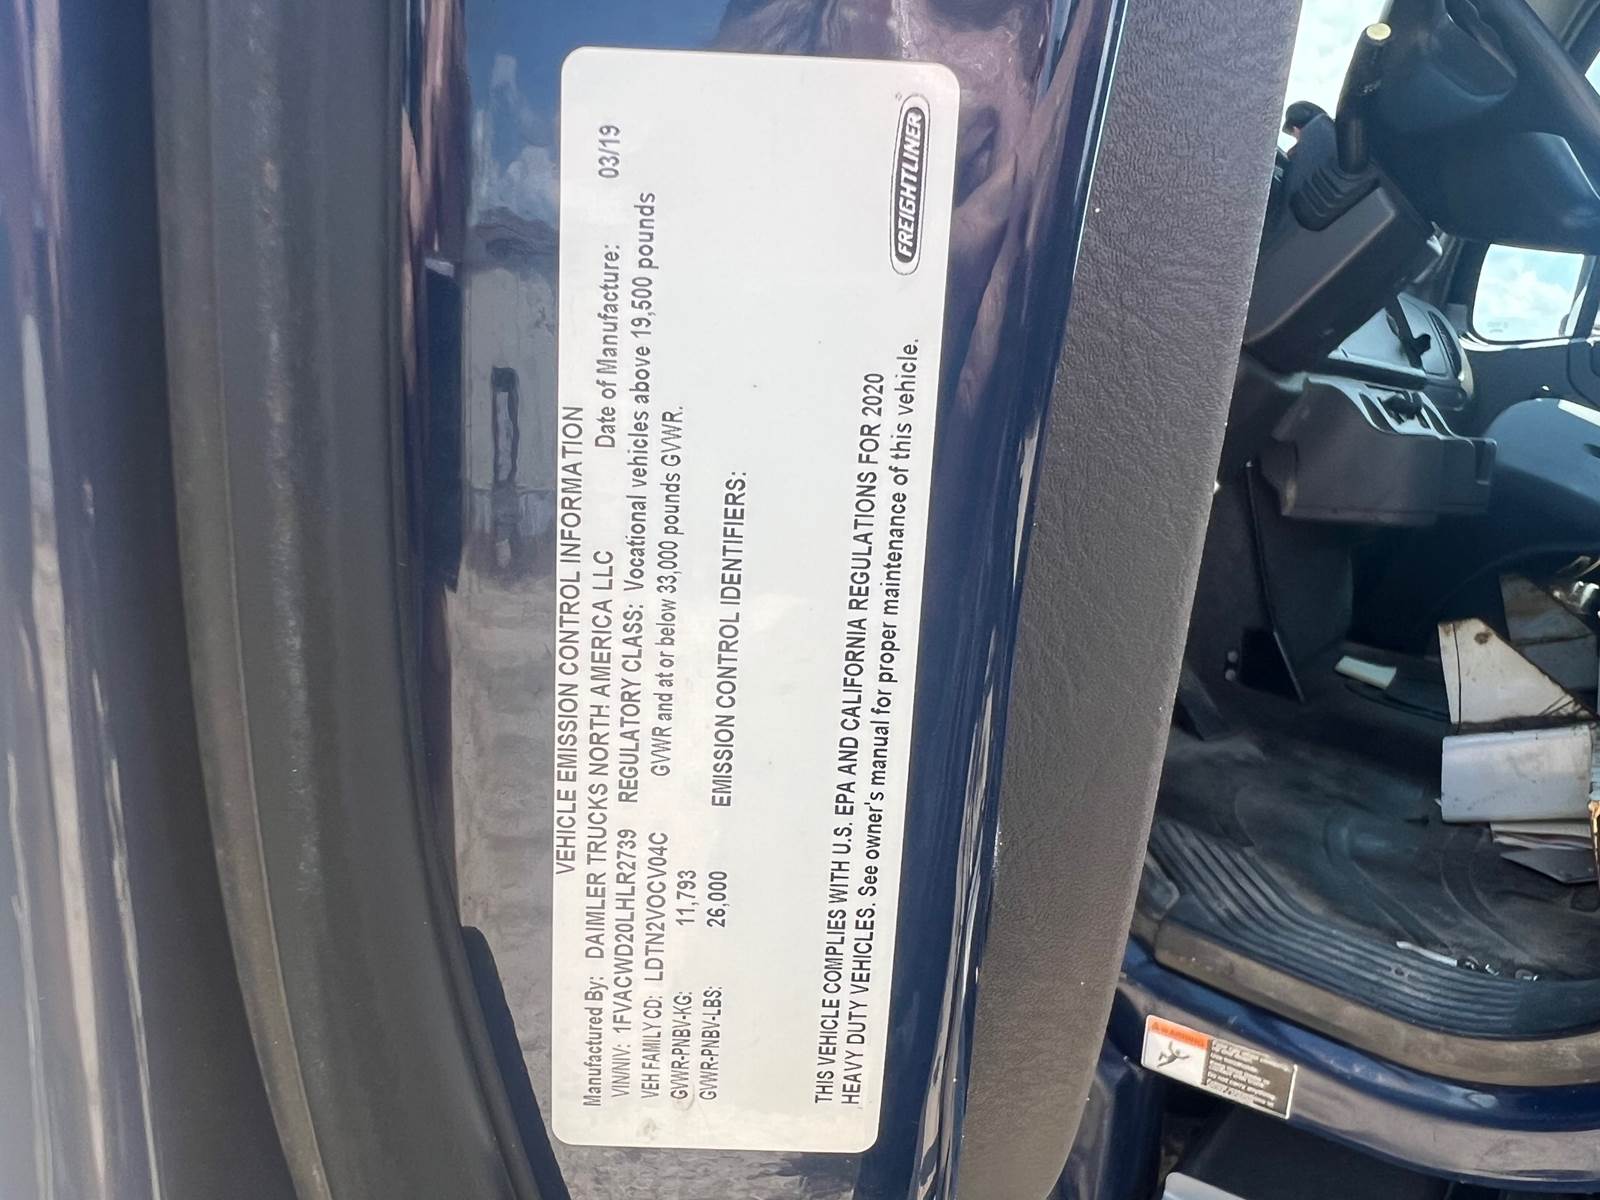 VEHICLE EMISSION CONTROL INFORMATION
Manufactured By: DAIMLER TRUCKS NORTH AMERICA LLC Date of Manufacture: 03/19
VINNIV: 1FVACWD20LHLR2739 REGULATORY CLASS: Vocational vehicles above 19,500 pounds
VEH FAMILY CD: LDTN2VOCV04C GVWR and at or below 33,000 pounds GVWR.
GVWR-PNBV-KG: 11,793
GVWR-PNBV-LBS: 26,000 EMISSION CONTROL IDENTIFIERS:
THIS VEHICLE COMPLIES WITH U.S. EPA AND CALIFORNIA REGULATIONS FOR 2020
HEAVY DUTY VEHICLES. See owner's manual for proper maintenance of this vehicle.
FREIGHTLINER
WARNING